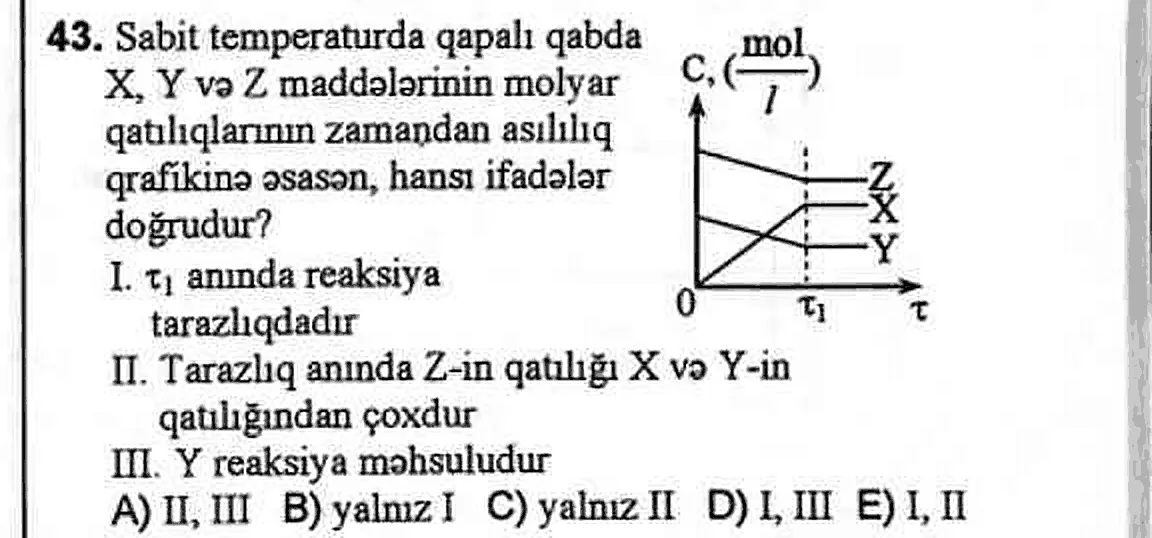 43. Sabit temperaturda qapalı qabda
X, Y və Z maddələrinin molyar
qatılıqlarının zamandan asılılıq
qrafikinə əsasən, hansı ifadələr
doğrudur?
I. τ₁ anında reaksiya
tarazlıqdadır
C, (mol/l)
Z
X
Y
0
τ₁
τ
II. Tarazlıq anında Z-in qatılığı X və Y-in
qatılığından çoxdur
III. Y reaksiya məhsuludur
A) II, III B) yalnız I C) yalnız II D) I, III E) I, II